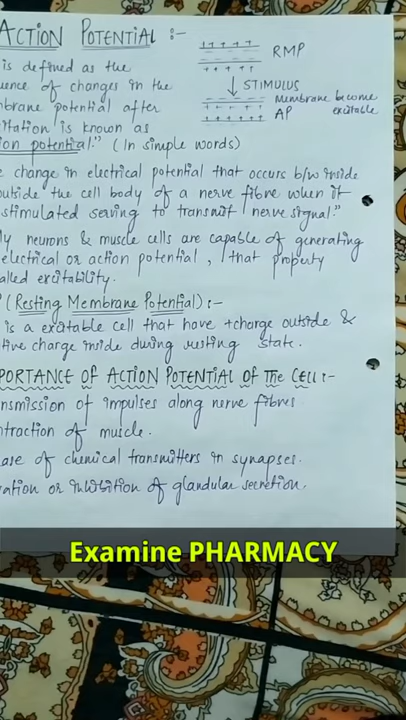 ACTION POTENTIAL :-
+ + + + +
- - - - -
RMP
- - - - -
+ + + + +
STIMULUS
- - - - -
+ + + + + +
Membrane become
excitable
AP
is defined as the
uence of changes in the
brane potential after
itation is known as
ion potential." (In simple words)
e change in electrical potential that occurs b/w inside
outside the cell body of a nerve fibre when it
stimulated serving to transmit nerve signal."
ly neurons & muscle cells are capable of generating
electrical or action potential, that property
alled excitability.
(Resting Membrane Potential) :-
is a excitable cell that have +charge outside &
tive charge inside during resting state.
PORTANCE OF ACTION POTENTIAL OF THE CELL:-
nsmission of impulses along nerve fibres
ntraction of muscle.
ease of chemical transmitters in synapses.
vation or inhibition of glandular secretion.
Examine PHARMACY